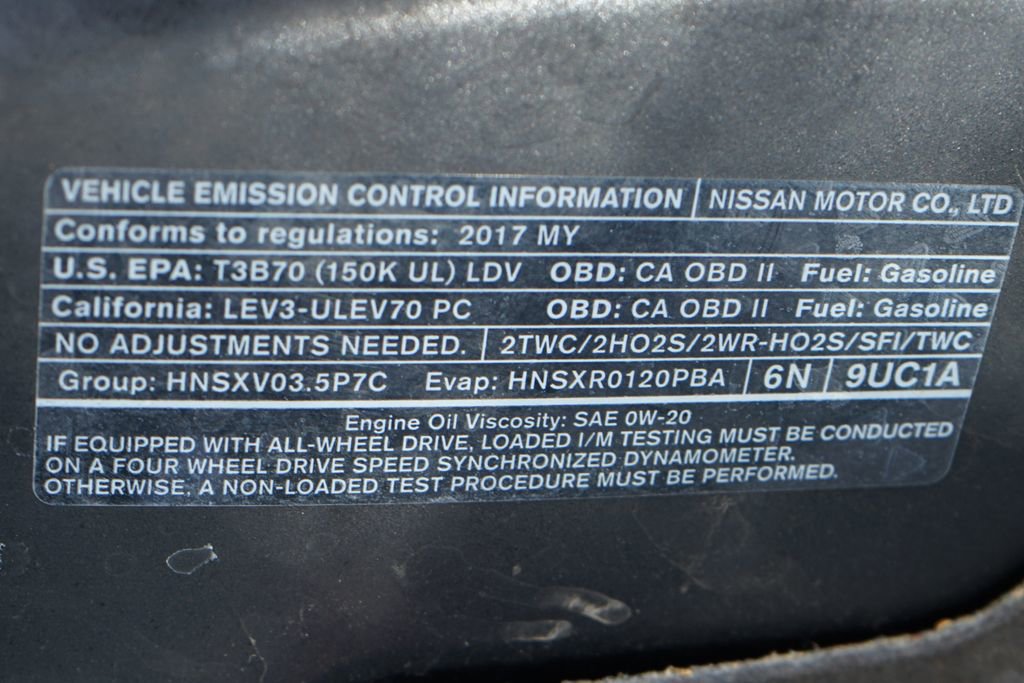 VEHICLE EMISSION CONTROL INFORMATION NISSAN MOTOR CO., LTD
Conforms to regulations: 2017 MY
U.S. EPA: T3B70 (150K UL) LDV OBD: CA OBD II Fuel: Gasoline
California: LEV3-ULEV70 PC OBD: CA OBD II Fuel: Gasoline
NO ADJUSTMENTS NEEDED. 2TWC/2HO2S/2WR-HO2S/SFI/TWC
Group: HNSXV03.5P7C Evap: HNSXR0120PBA 6N 9UC1A
Engine Oil Viscosity: SAE 0W-20
IF EQUIPPED WITH ALL-WHEEL DRIVE, LOADED I/M TESTING MUST BE CONDUCTED
ON A FOUR WHEEL DRIVE SPEED SYNCHRONIZED DYNAMOMETER.
OTHERWISE, A NON-LOADED TEST PROCEDURE MUST BE PERFORMED.